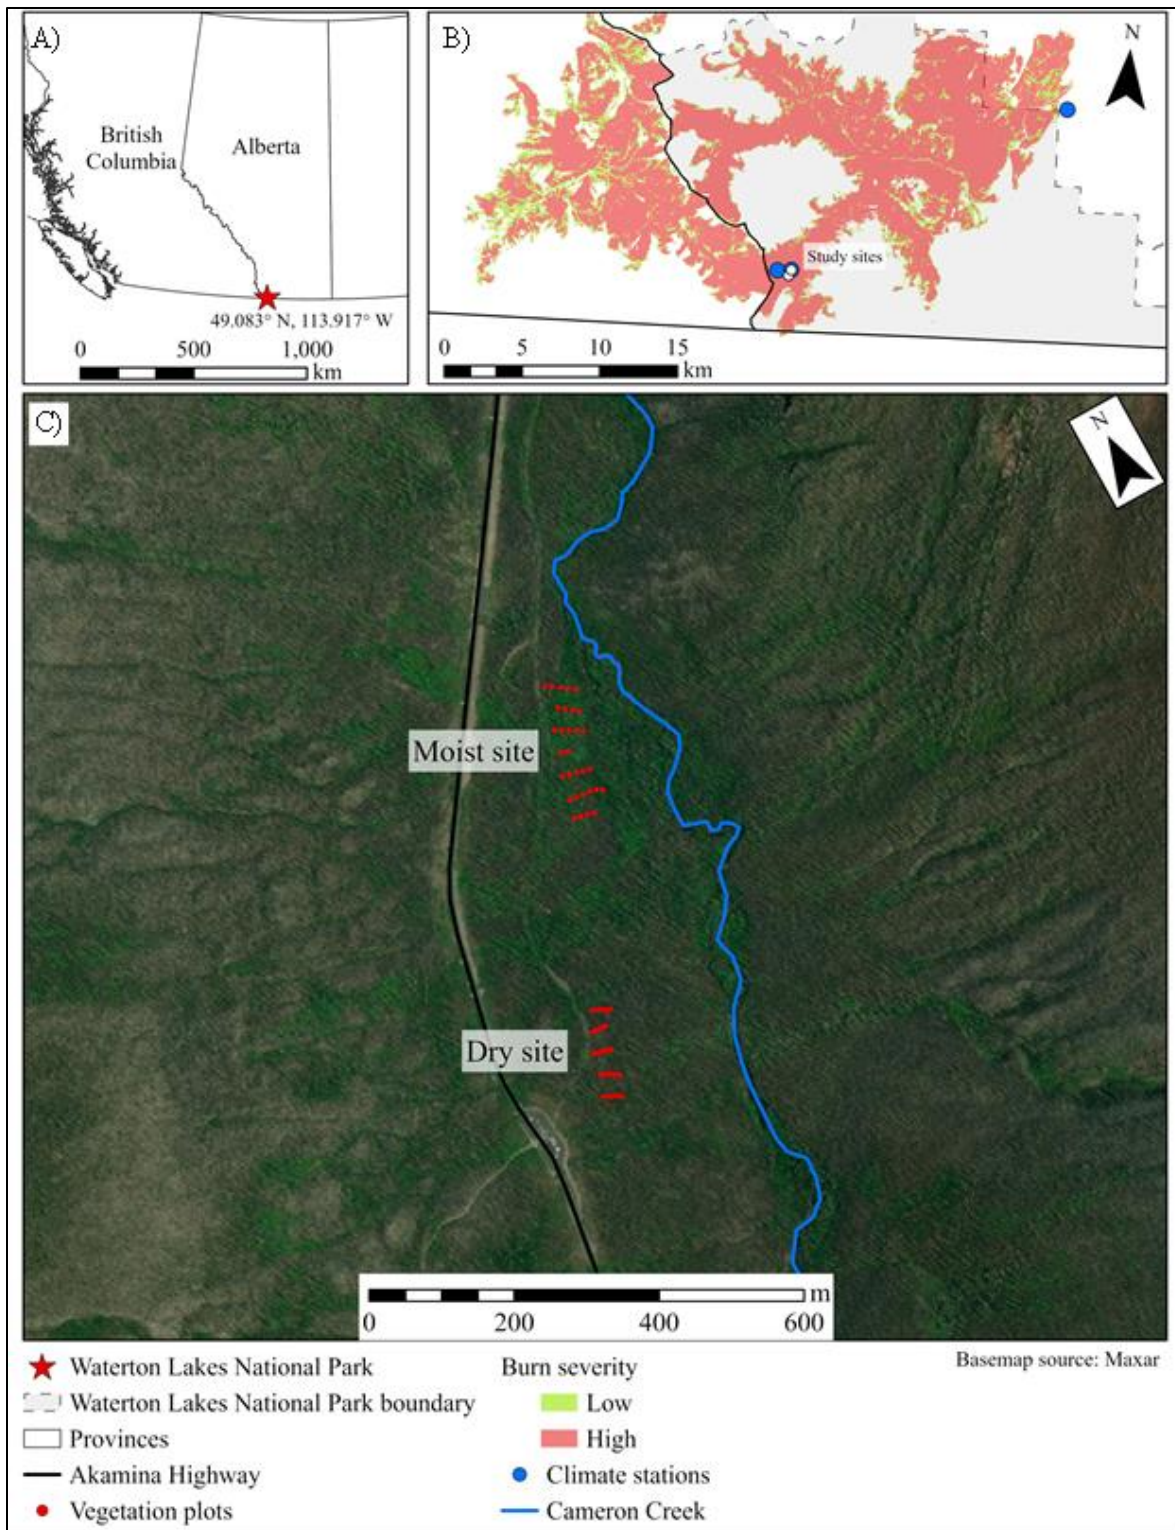 A)
British
Columbia
Alberta
49.083° N, 113.917° W
0 500 1,000
km
B)
N
Study sites
0 5 10 15
km
C)
N
Moist site
Dry site
m
0 200 400 600
Basemap source: Maxar
Waterton Lakes National Park
Waterton Lakes National Park boundary
Provinces
Akamina Highway
Vegetation plots
Burn severity
Low
High
Climate stations
Cameron Creek